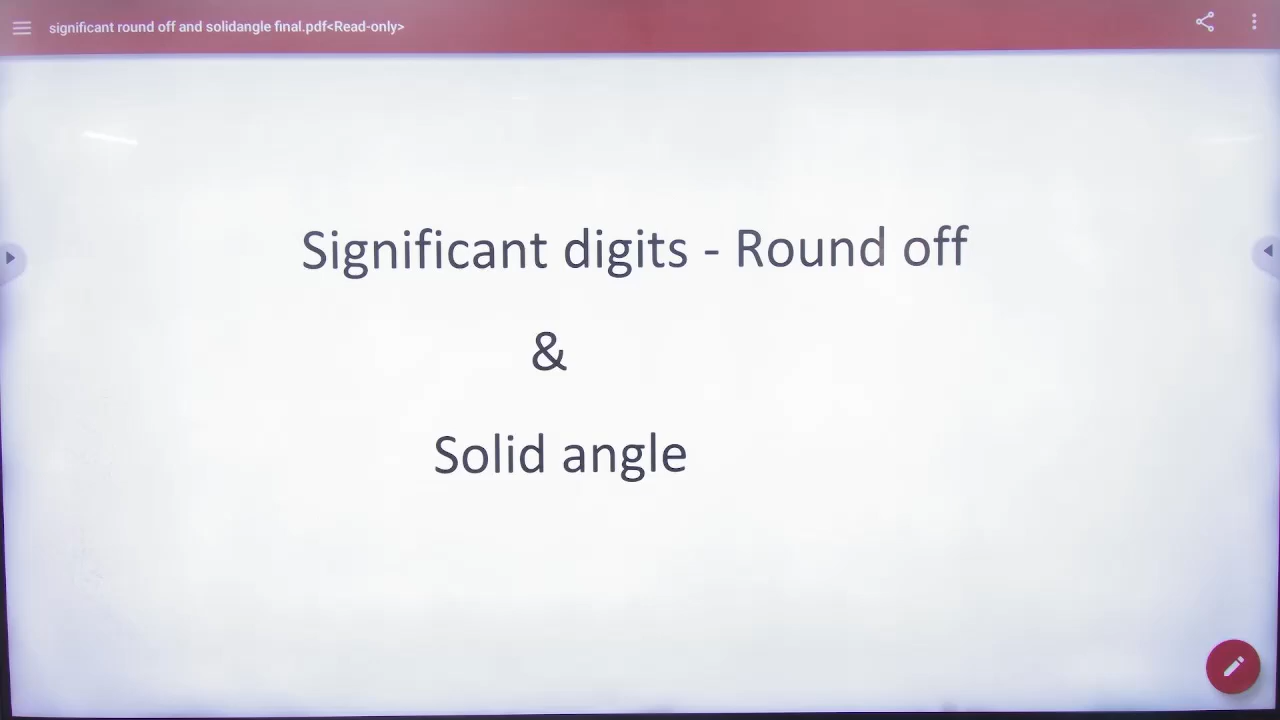 significant round off and solidangle final.pdf<Read-only>
Significant digits - Round off
&
Solid angle